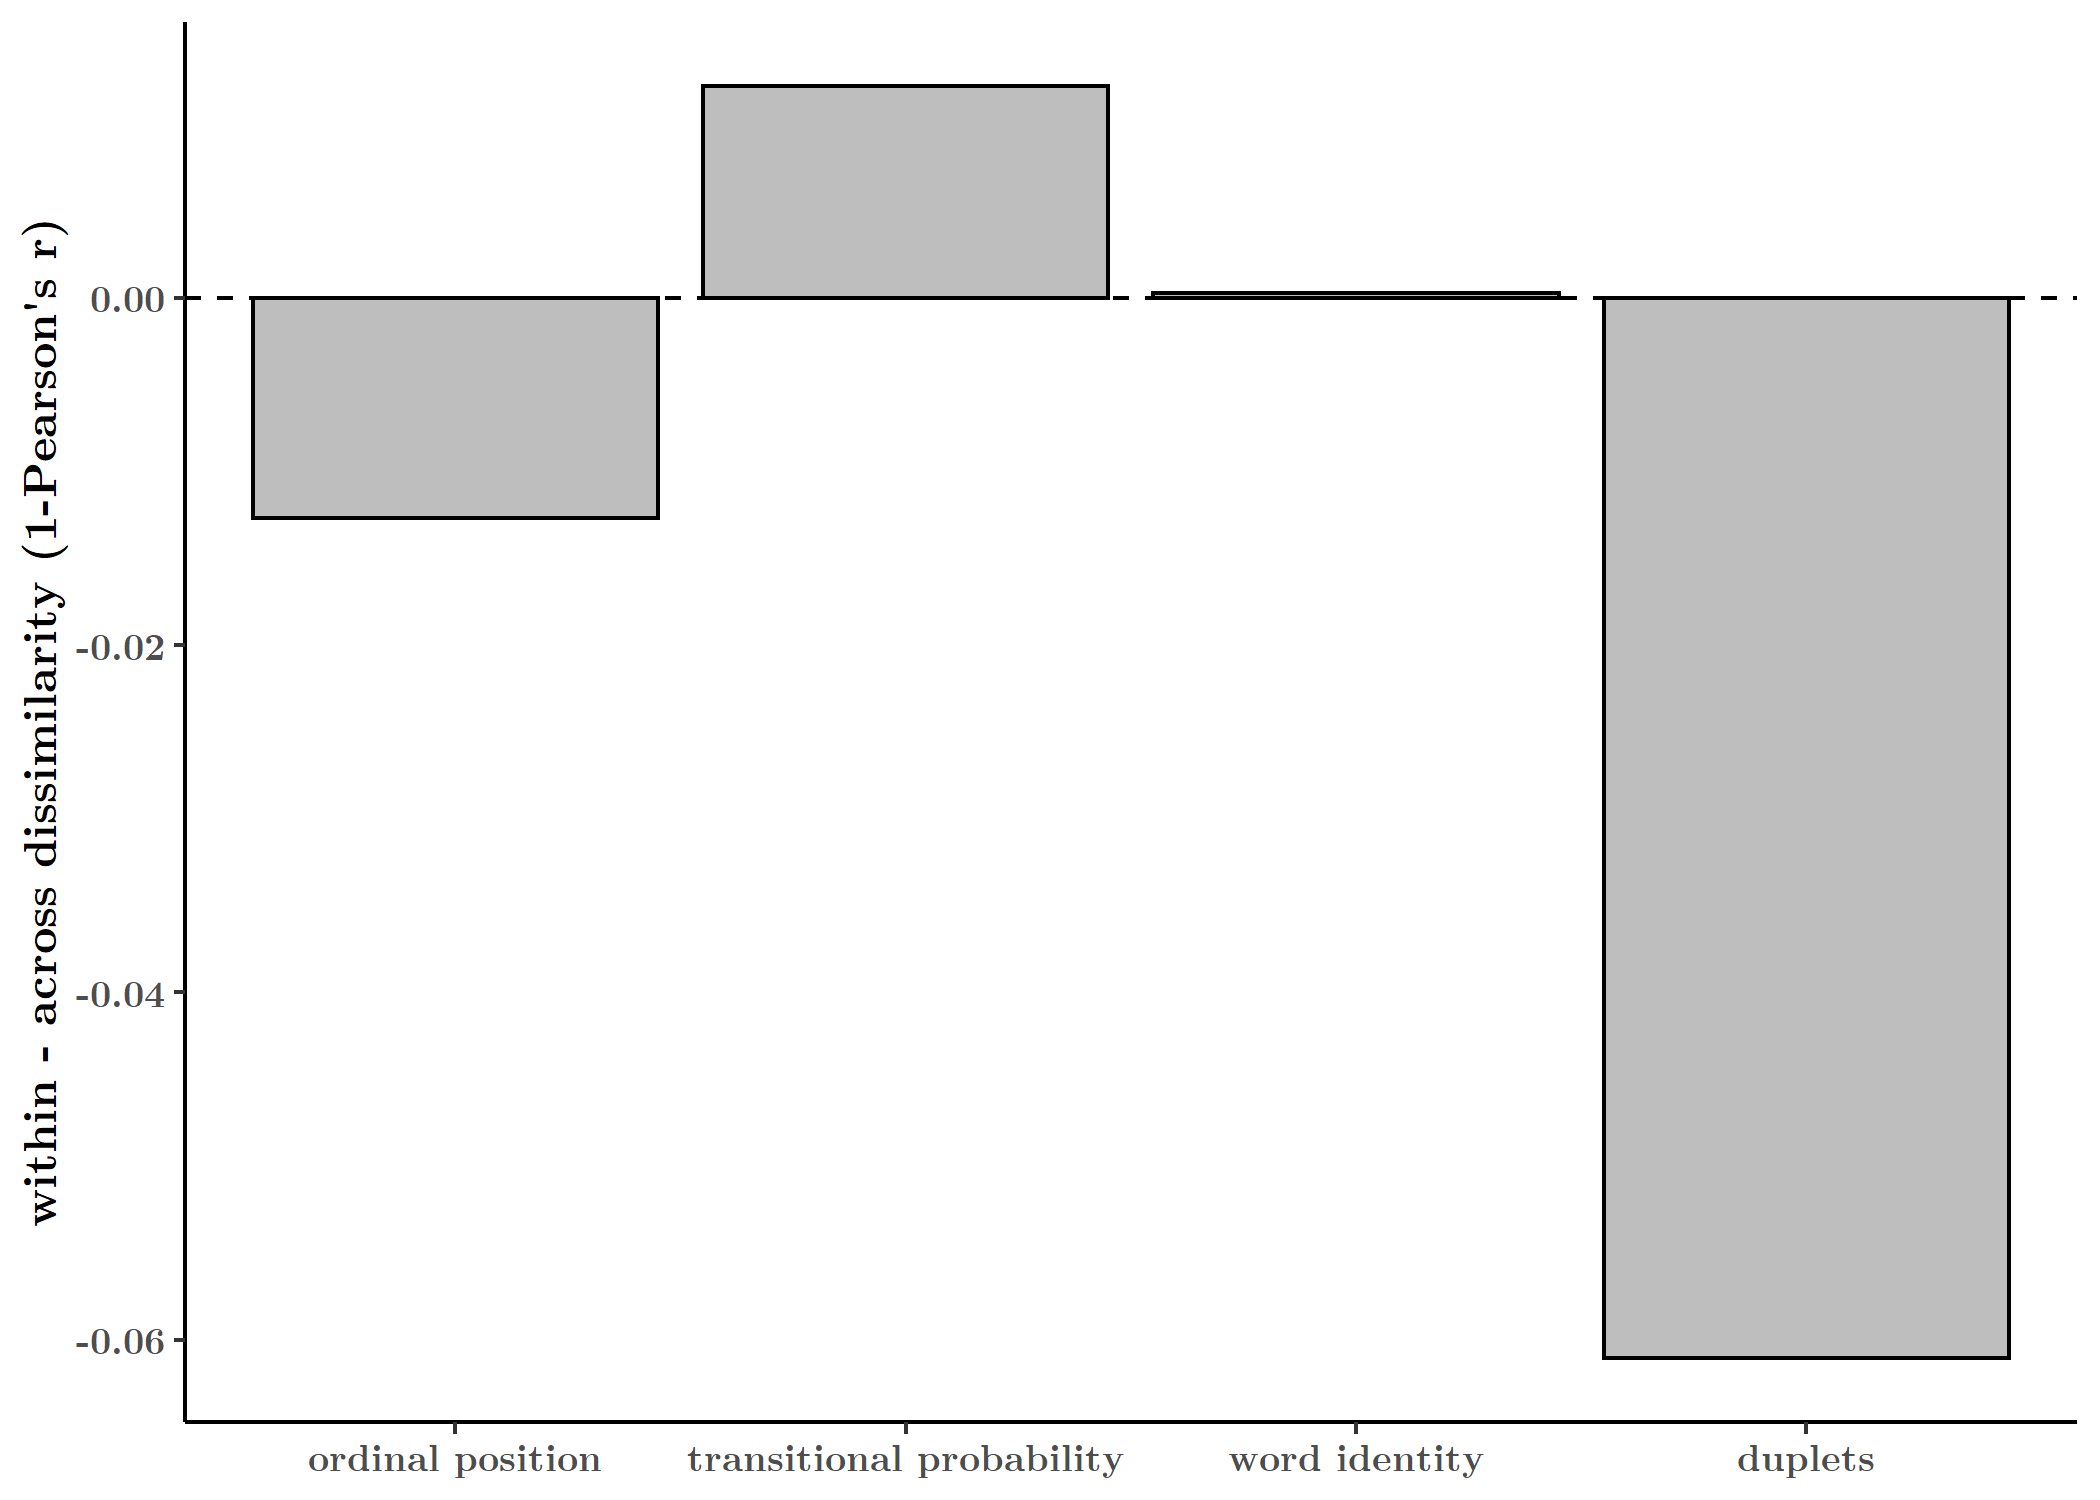 within - across dissimilarity (1-Pearson's r)
0.00
-0.02
-0.04
-0.06
ordinal position
transitional probability
word identity
duplets